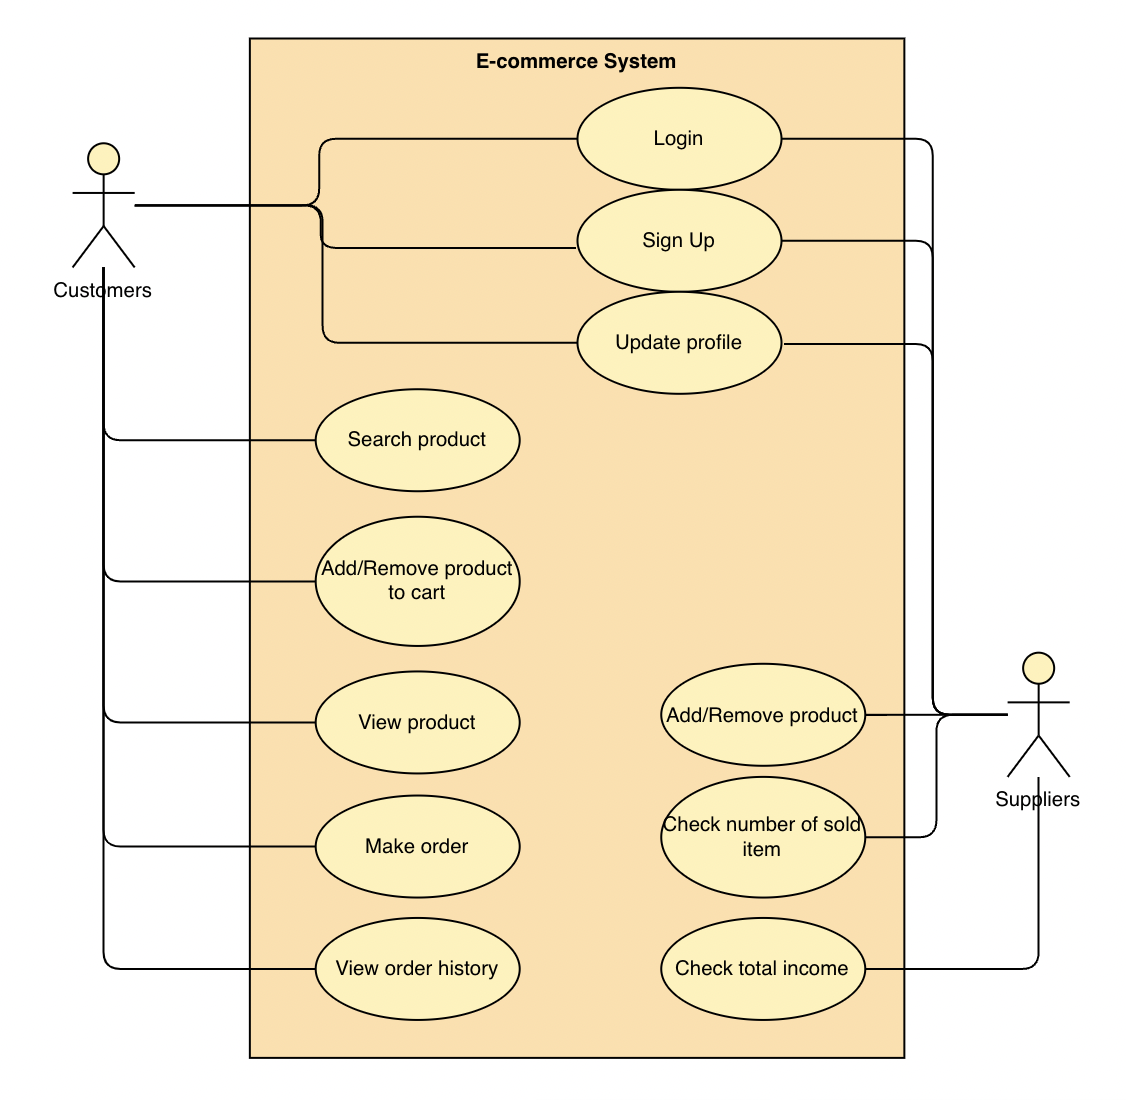 E-commerce System
Login
Sign Up
Update profile
Customers
Search product
Add/Remove product
to cart
View product
Make order
View order history
Add/Remove product
Check number of sold
item
Check total income
Suppliers